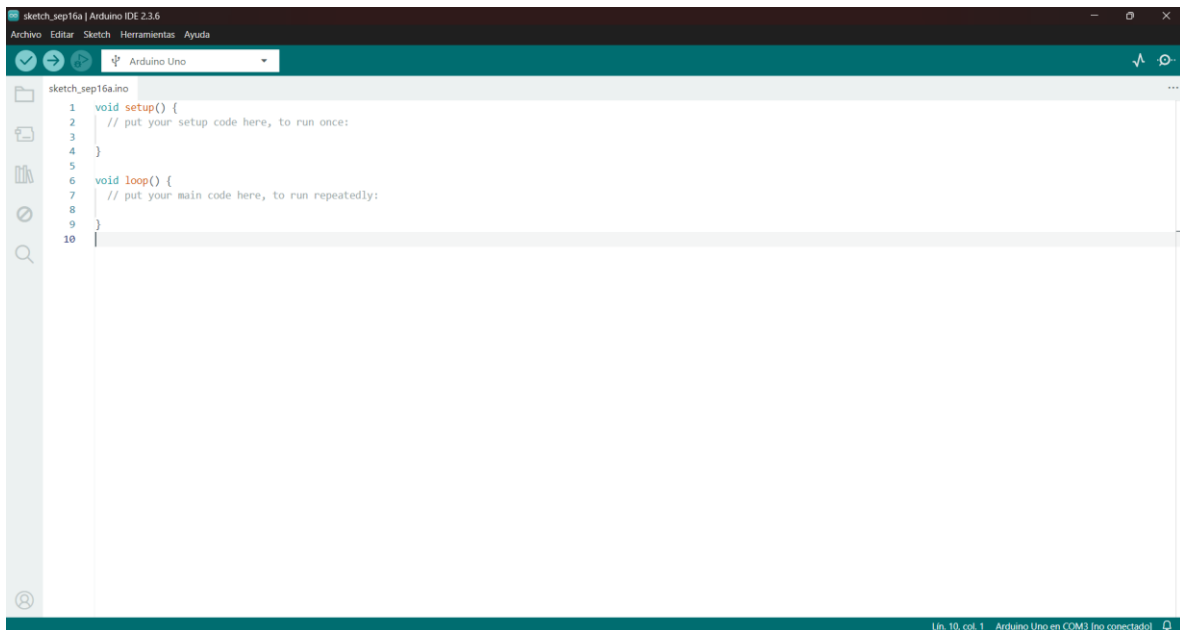 sketch_sep16a | Arduino IDE 2.3.6
Archivo Editar Sketch Herramientas Ayuda
Arduino Uno
sketch_sep16a.ino
1 void setup() {
2 // put your setup code here, to run once:
3
4 }
5
6 void loop() {
7 // put your main code here, to run repeatedly:
8
9 }
10
Lín. 10, col. 1 Arduino Uno en COM3 [no conectado]